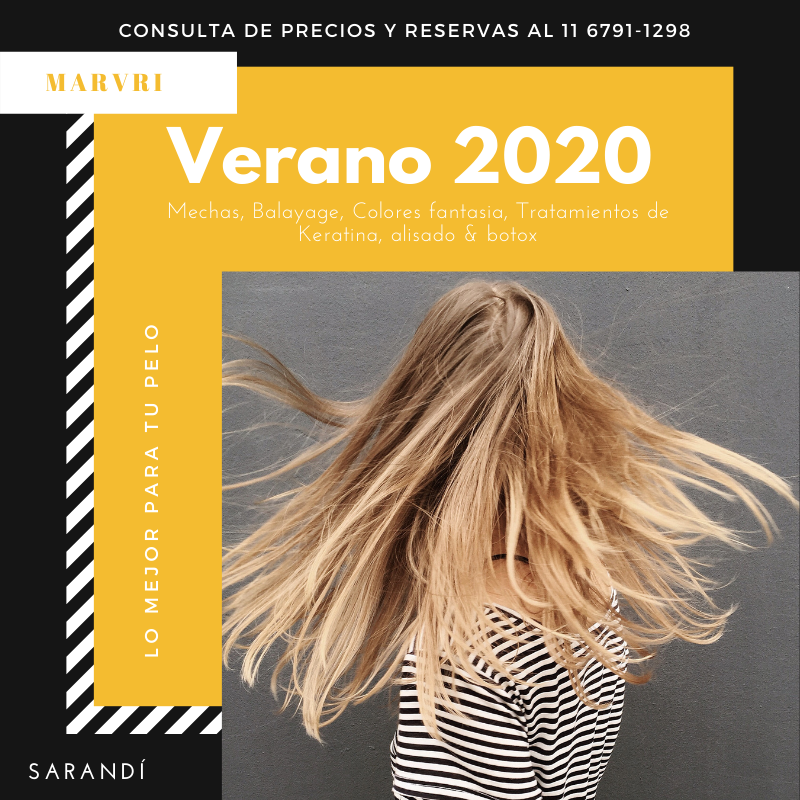 CONSULTA DE PRECIOS Y RESERVAS AL 11 6791-1298
MARVRI
Verano 2020
Mechas, Balayage, Colores fantasia, Tratamientos de
Keratina, alisado & botox
LO MEJOR PARA TU PELO
SARANDÍ